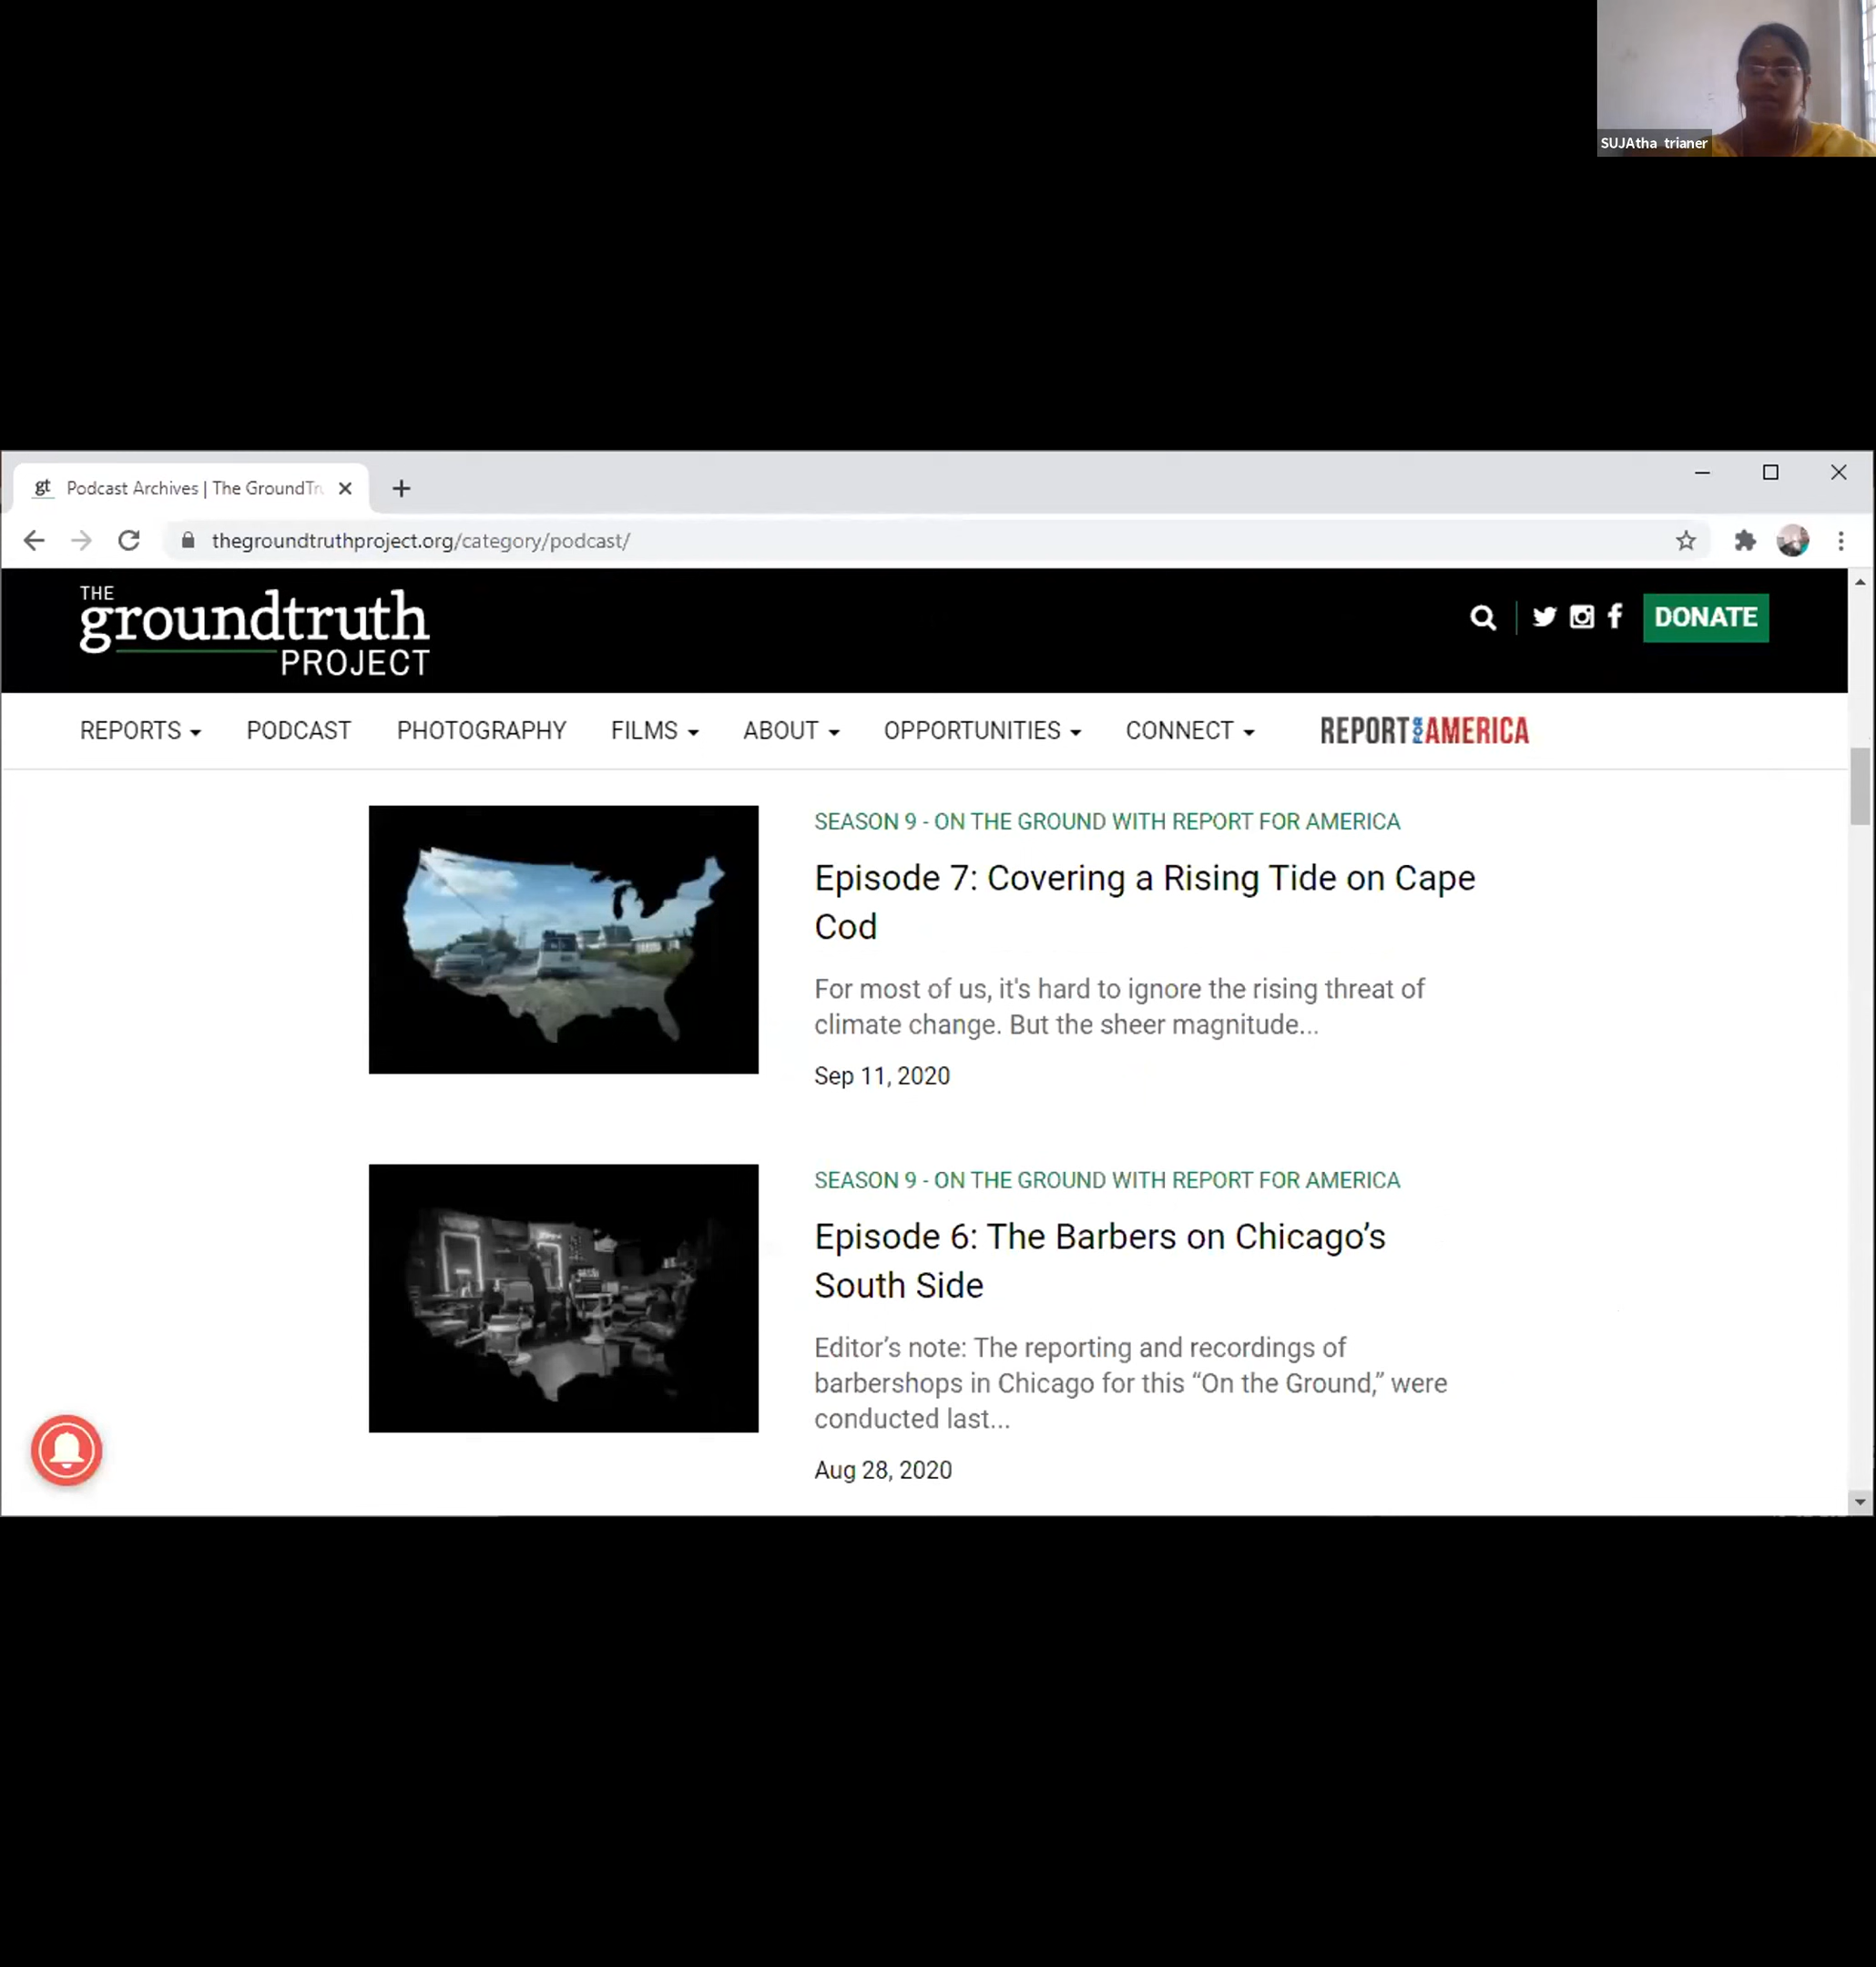 SUJAtha trianer
Podcast Archives | The GroundTr
thegroundtruthproject.org/category/podcast/
THE
groundtruth
PROJECT
DONATE
REPORTS
PODCAST
PHOTOGRAPHY
FILMS
ABOUT
OPPORTUNITIES
CONNECT
REPORT FOR AMERICA
SEASON 9 - ON THE GROUND WITH REPORT FOR AMERICA
Episode 7: Covering a Rising Tide on Cape
Cod
For most of us, it's hard to ignore the rising threat of
climate change. But the sheer magnitude...
Sep 11, 2020
SEASON 9 - ON THE GROUND WITH REPORT FOR AMERICA
Episode 6: The Barbers on Chicago’s
South Side
Editor’s note: The reporting and recordings of
barbershops in Chicago for this “On the Ground,” were
conducted last...
Aug 28, 2020